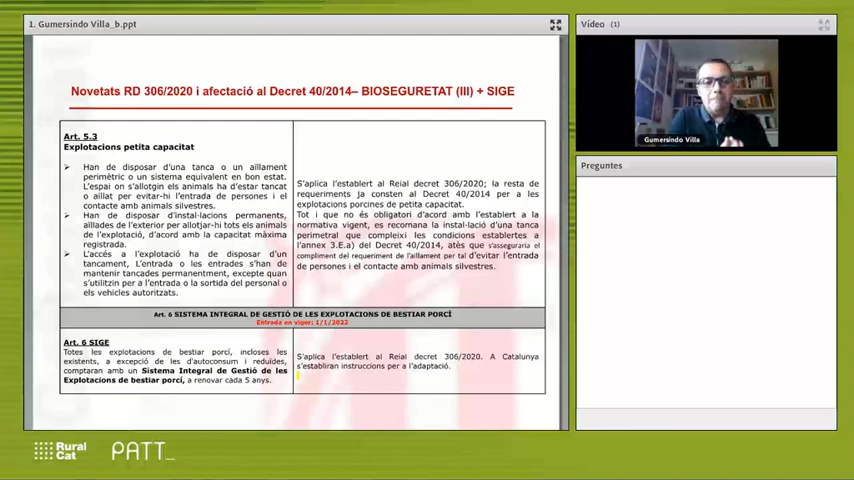 1. Gumersindo Villa_b.ppt
Novetats RD 306/2020 i afectació al Decret 40/2014– BIOSEGURETAT (III) + SIGE
Art. 5.3
Explotacions petita capacitat
Han de disposar d’una tanca o un aïllament
perimètric o un sistema equivalent en bon estat.
L’espai on s’allotgin els animals ha d’estar tancat
o aïllat per evitar-hi l’entrada de persones i el
contacte amb animals silvestres.
Han de disposar d’instal·lacions permanents,
aïllades de l’exterior per allotjar-hi tots els animals
de l’explotació, d’acord amb la capacitat màxima
registrada.
L’accés a l’explotació ha de disposar d’un
tancament, L’entrada o les entrades s’han de
mantenir tancades permanentment, excepte quan
s’utilitzin per a l’entrada o la sortida del personal o
els vehicles autoritzats.
S’aplica l’establert al Reial decret 306/2020; la resta de
requeriments ja consten al Decret 40/2014 per a les
explotacions porcines de petita capacitat.
Tot i que no és obligatori d’acord amb l’establert a la
normativa vigent, es recomana la instal·lació d’una tanca
perimetral que compleixi les condicions establertes a
l’annex 3.E.a) del Decret 40/2014, atès que s’asseguraria el
compliment del requeriment de l’aïllament per tal d’evitar l’entrada
de persones i el contacte amb animals silvestres.
Art. 6 SISTEMA INTEGRAL DE GESTIÓ DE LES EXPLOTACIONS DE BESTIAR PORCÍ
Entrada en vigor: 1/1/2022
Art. 6 SIGE
Totes les explotacions de bestiar porcí, incloses les
existents, a excepció de les d'autoconsum i reduïdes,
comptaran amb un Sistema Integral de Gestió de les
Explotacions de bestiar porcí, a renovar cada 5 anys.
S’aplica l’establert al Reial decret 306/2020. A Catalunya
s’establiran instruccions per a l’adaptació.
Vídeo (1)
Gumersindo Villa
Preguntes
Rural
Cat
PATT_